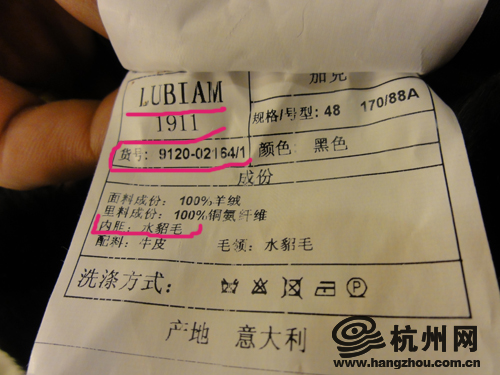 LUBIAM
1911
加克
规格/号型: 48 170/88A
货号: 9120-02164/1 颜色: 黑色
成份
面料成份: 100%羊绒
里料成份: 100%铜氨纤维
内胆: 水貂毛
配料: 牛皮 毛领: 水貂毛
洗涤方式:
产地 意大利
杭州网
www.hangzhou.com.cn